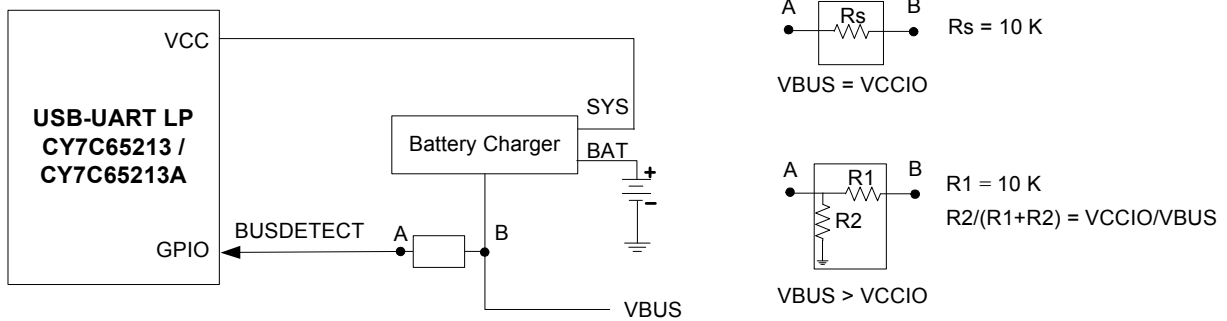 VCC
USB-UART LP
CY7C65213 /
CY7C65213A
GPIO
BUSDETECT
A
B
SYS
Battery Charger
BAT
+
-
VBUS
A
Rs
B
Rs = 10 K
VBUS = VCCIO
A
R1
B
R2
R1 = 10 K
R2/(R1+R2) = VCCIO/VBUS
VBUS > VCCIO